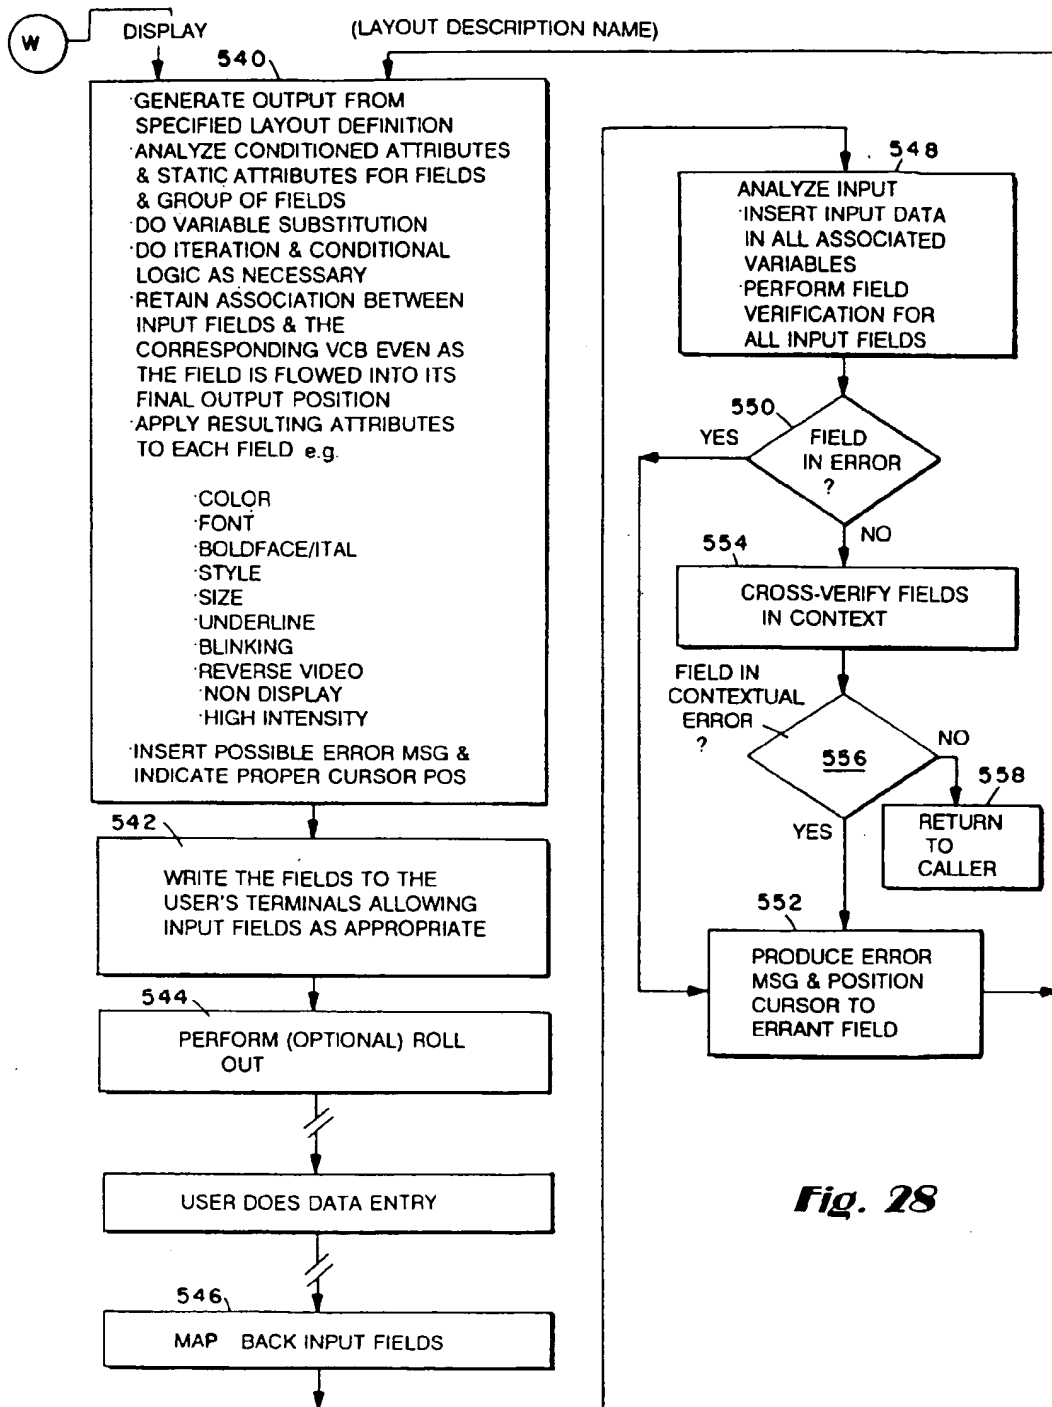 W
DISPLAY
(LAYOUT DESCRIPTION NAME)
540
·GENERATE OUTPUT FROM
SPECIFIED LAYOUT DEFINITION
·ANALYZE CONDITIONED ATTRIBUTES
& STATIC ATTRIBUTES FOR FIELDS
& GROUP OF FIELDS
·DO VARIABLE SUBSTITUTION
·DO ITERATION & CONDITIONAL
LOGIC AS NECESSARY
·RETAIN ASSOCIATION BETWEEN
INPUT FIELDS & THE
CORRESPONDING VCB EVEN AS
THE FIELD IS FLOWED INTO ITS
FINAL OUTPUT POSITION
·APPLY RESULTING ATTRIBUTES
TO EACH FIELD e.g.
·COLOR
·FONT
·BOLDFACE/ITAL
·STYLE
·SIZE
·UNDERLINE
·BLINKING
·REVERSE VIDEO
·NON DISPLAY
·HIGH INTENSITY
·INSERT POSSIBLE ERROR MSG &
INDICATE PROPER CURSOR POS
542
WRITE THE FIELDS TO THE
USER'S TERMINALS ALLOWING
INPUT FIELDS AS APPROPRIATE
544
PERFORM (OPTIONAL) ROLL
OUT
USER DOES DATA ENTRY
546
MAP BACK INPUT FIELDS
548
ANALYZE INPUT
·INSERT INPUT DATA
IN ALL ASSOCIATED
VARIABLES
·PERFORM FIELD
VERIFICATION FOR
ALL INPUT FIELDS
550
YES
FIELD
IN ERROR
?
NO
554
CROSS-VERIFY FIELDS
IN CONTEXT
FIELD IN
CONTEXTUAL
ERROR
?
556
NO
558
RETURN
TO
CALLER
YES
552
PRODUCE ERROR
MSG & POSITION
CURSOR TO
ERRANT FIELD
Fig. 28